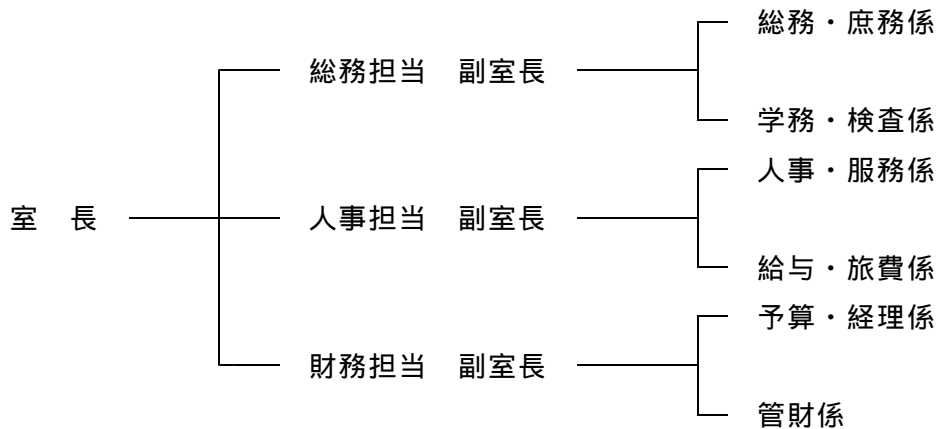 総務・庶務係
総務担当　副室長
学務・検査係
人事・服務係
室　長
人事担当　副室長
給与・旅費係
予算・経理係
財務担当　副室長
管財係